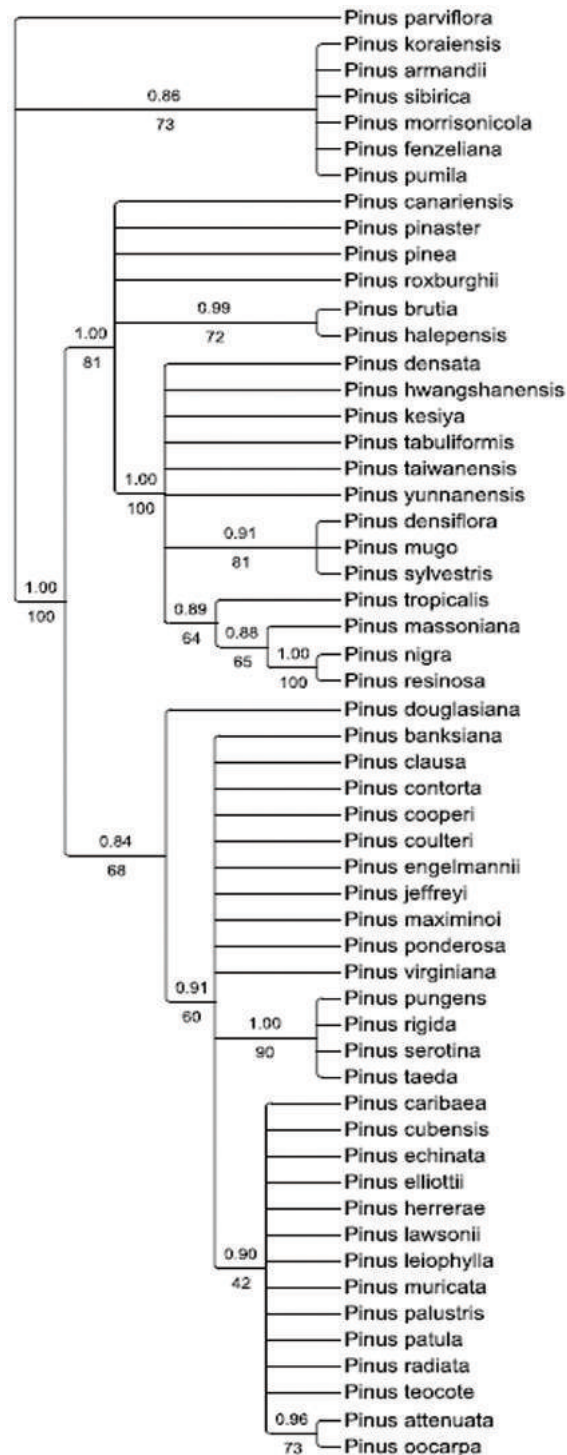 Pinus parviflora
Pinus koraiensis
Pinus armandii
0.86
Pinus sibirica
73
Pinus morrisonicola
Pinus fenzeliana
Pinus pumila
Pinus canariensis
Pinus pinaster
Pinus pinea
Pinus roxburghii
0.99
Pinus brutia
72
1.00
Pinus halepensis
81
Pinus densata
Pinus hwangshanensis
Pinus kesiya
Pinus tabuliformis
Pinus taiwanensis
1.00
Pinus yunnanensis
100
Pinus densiflora
0.91
Pinus mugo
81
Pinus sylvestris
1.00
100
0.89
Pinus tropicalis
64
0.88
Pinus massoniana
65
1.00
Pinus nigra
100
Pinus resinosa
Pinus douglasiana
Pinus banksiana
Pinus clausa
Pinus contorta
Pinus cooperi
0.84
Pinus coulteri
68
Pinus engelmannii
Pinus jeffreyi
Pinus maximinoi
Pinus ponderosa
Pinus virginiana
0.91
60
Pinus pungens
1.00
Pinus rigida
90
Pinus serotina
Pinus taeda
Pinus caribaea
Pinus cubensis
Pinus echinata
Pinus elliottii
Pinus herrerae
Pinus lawsonii
0.90
Pinus leiophylla
42
Pinus muricata
Pinus palustris
Pinus patula
Pinus radiata
Pinus teocote
0.96
Pinus attenuata
73
Pinus oocarpa